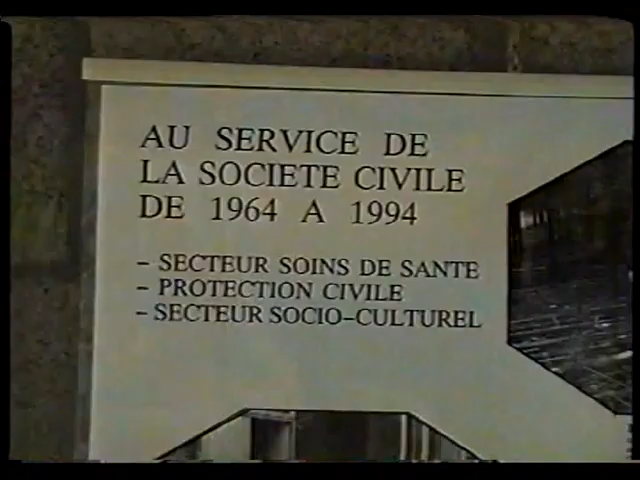 AU SERVICE DE
LA SOCIETE CIVILE
DE 1964 A 1994
- SECTEUR SOINS DE SANTE
- PROTECTION CIVILE
- SECTEUR SOCIO-CULTUREL